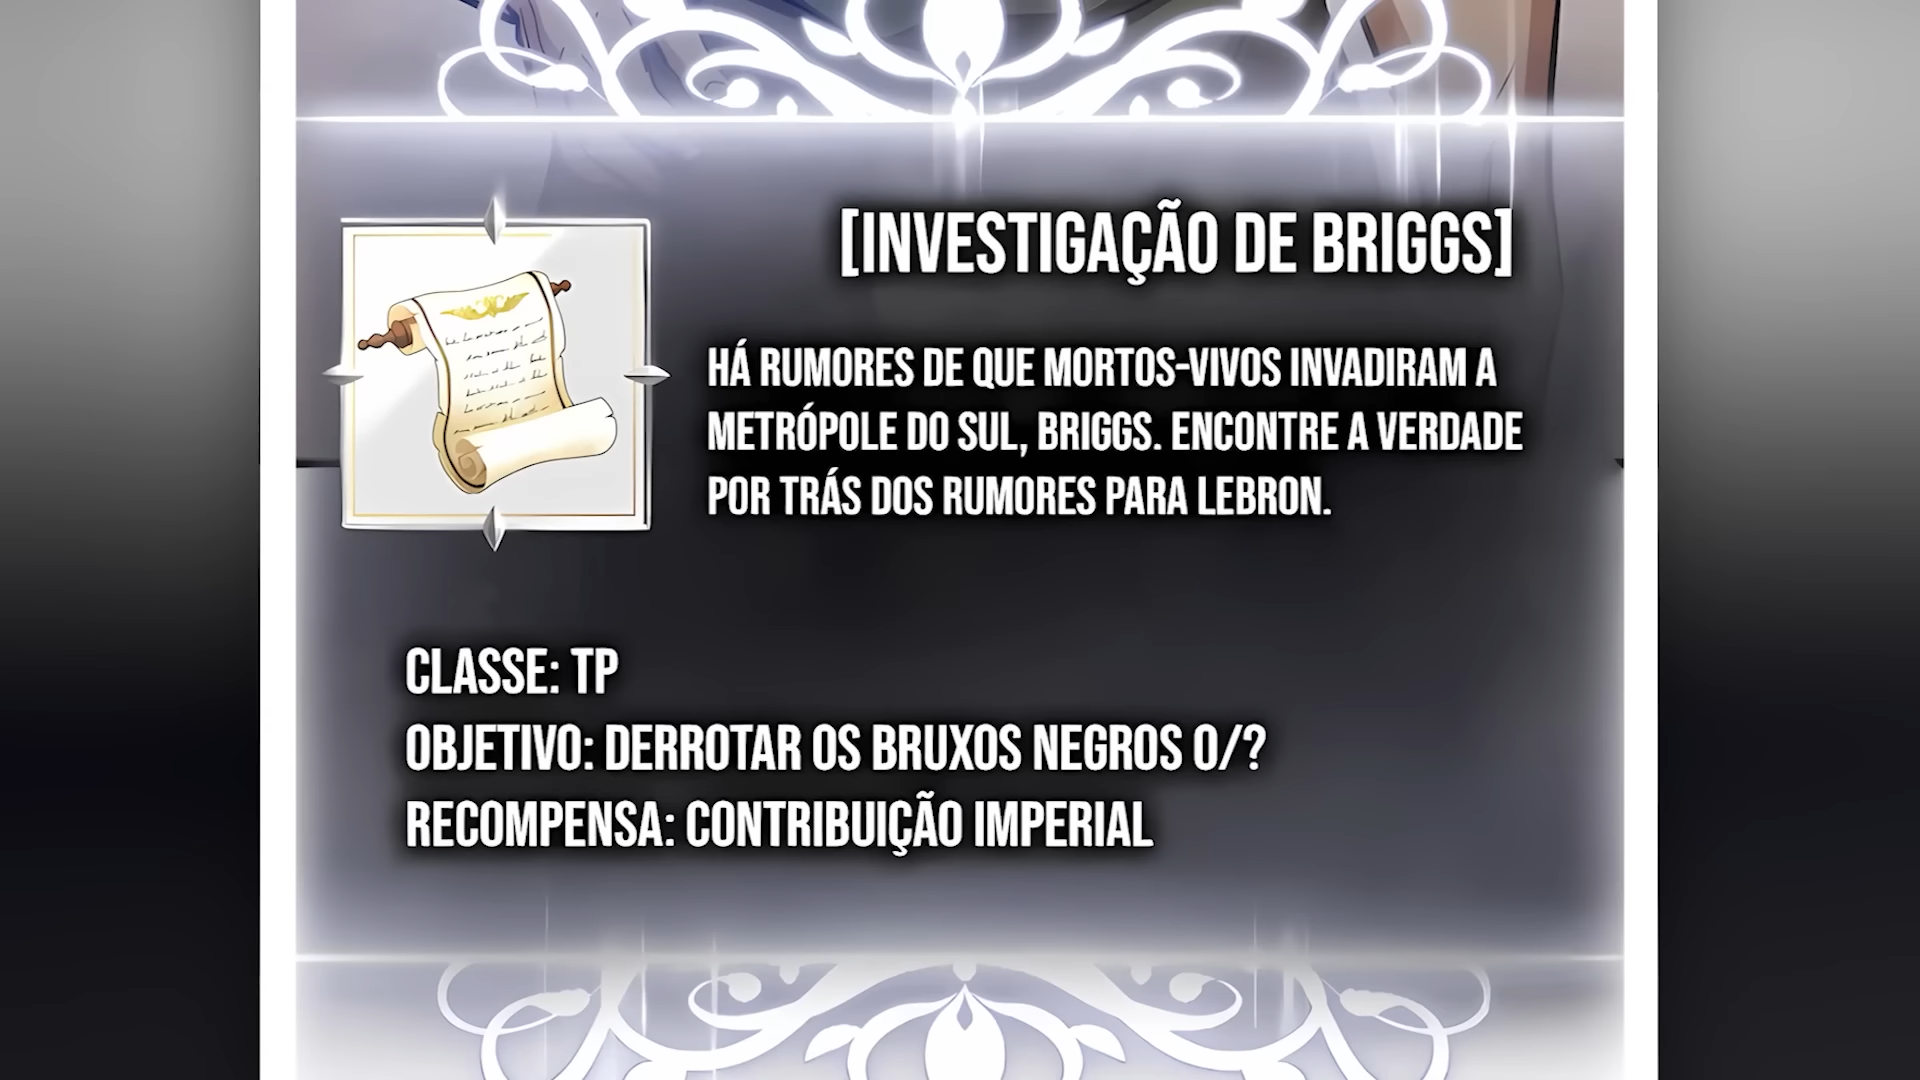 [INVESTIGAÇÃO DE BRIGGS]
HÁ RUMORES DE QUE MORTOS-VIVOS INVADIRAM A
METRÓPOLE DO SUL, BRIGGS. ENCONTRE A VERDADE
POR TRÁS DOS RUMORES PARA LEBRON.
CLASSE: TP
OBJETIVO: DERROTAR OS BRUXOS NEGROS 0/?
RECOMPENSA: CONTRIBUIÇÃO IMPERIAL